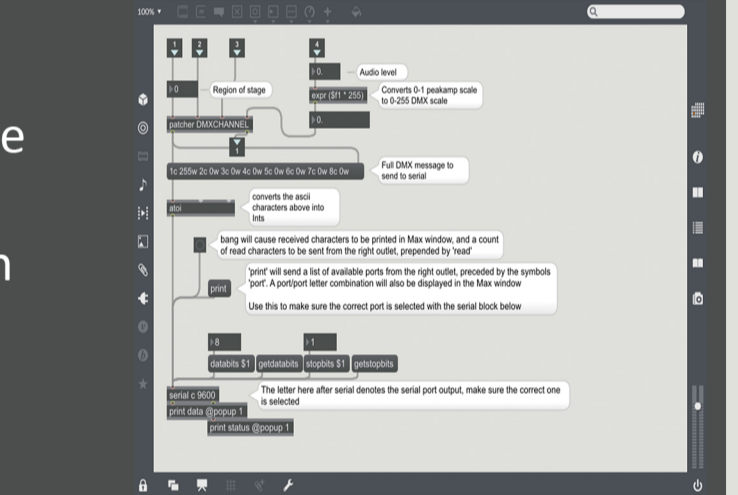 100%
e
n
1
2
3
4
0.
Audio level
0
Region of stage
expr ($f1 * 255)
Converts 0-1 peakamp scale
to 0-255 DMX scale
0.
patcher DMXCHANNEL
1
1c 255w 2c 0w 3c 0w 4c 0w 5c 0w 6c 0w 7c 0w 8c 0w
Full DMX message to
send to serial
atoi
converts the ascii
characters above into
Ints
bang will cause received characters to be printed in Max window, and a count
of read characters to be sent from the right outlet, prepended by 'read'
print
'print' will send a list of available ports from the right outlet, preceded by the symbols
'port'. A port/port letter combination will also be displayed in the Max window
Use this to make sure the correct port is selected with the serial block below
8
1
databits $1
getdatabits
stopbits $1
getstopbits
serial c 9600
The letter here after serial denotes the serial port output, make sure the correct one
is selected
print data @popup 1
print status @popup 1